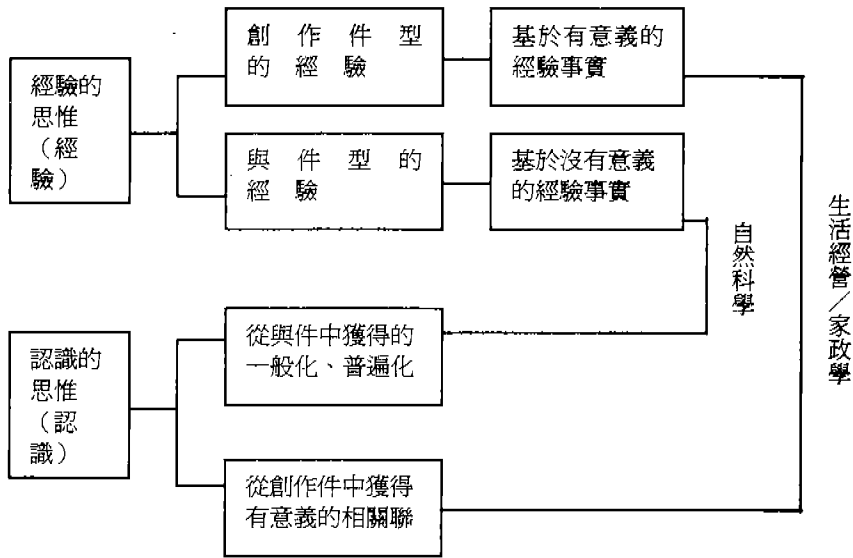 創作件型
的經驗
基於有意義的
經驗事實
經驗的
思惟
（經
驗）
與件型的
經驗
基於沒有意義
的經驗事實
自然科學
生活經營／家政學
認識的
思惟
（認
識）
從與件中獲得的
一般化、普遍化
從創作件中獲得
有意義的相關聯